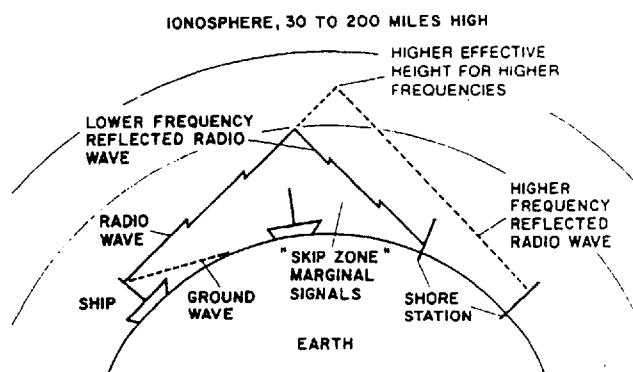 IONOSPHERE, 30 TO 200 MILES HIGH
HIGHER EFFECTIVE
HEIGHT FOR HIGHER
FREQUENCIES
LOWER FREQUENCY
REFLECTED RADIO
WAVE
HIGHER
FREQUENCY
REFLECTED
RADIO WAVE
RADIO
WAVE
"SKIP ZONE"
MARGINAL
SIGNALS
SHIP
GROUND
WAVE
SHORE
STATION
EARTH